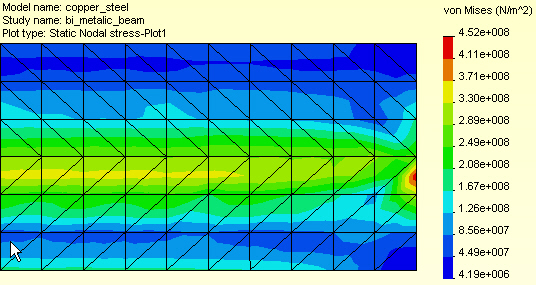 Model name: copper_steel
Study name: bi_metalic_beam
Plot type: Static Nodal stress-Plot1
von Mises (N/m^2)
4.52e+008
4.11e+008
3.71e+008
3.30e+008
2.89e+008
2.49e+008
2.08e+008
1.67e+008
1.26e+008
8.56e+007
4.49e+007
4.19e+006